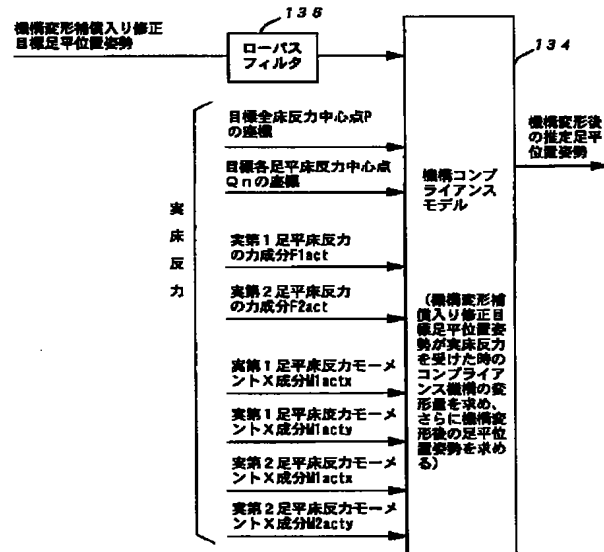 136
機構変形補償入り修正
目標足平位置姿勢
ローパス
フィルタ
134
目標全床反力中心点P
の座標
目標各足平床反力中心点
Qnの座標
実床反力
実第1足平床反力
の力成分F1act
実第2足平床反力
の力成分F2act
実第1足平床反力モーメ
ントX成分M1actx
実第1足平床反力モーメ
ントX成分M1acty
実第2足平床反力モーメ
ントX成分M1actx
実第2足平床反力モーメ
ントX成分M2acty
機構コンプ
ライアンス
モデル
(機構変形補
償入り修正目
標足平位置姿
勢が実床反力
を受けた時の
コンプライア
ンス機構の変
形量を求め、
さらに機構変
形後の足平位
置姿勢を求め
る)
機構変形後
の推定足平
位置姿勢